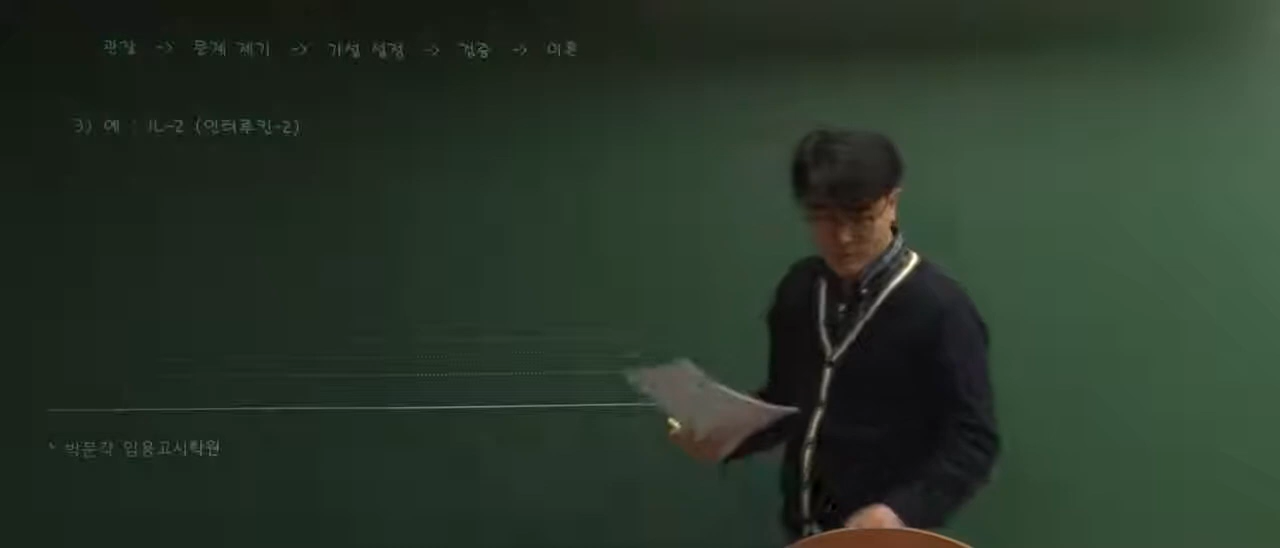 관찰 -> 문제 제기 -> 가설 설정 -> 검증 -> 이론
3) 예 : IL-2 (인터루킨-2)
박문각 임용고시학원